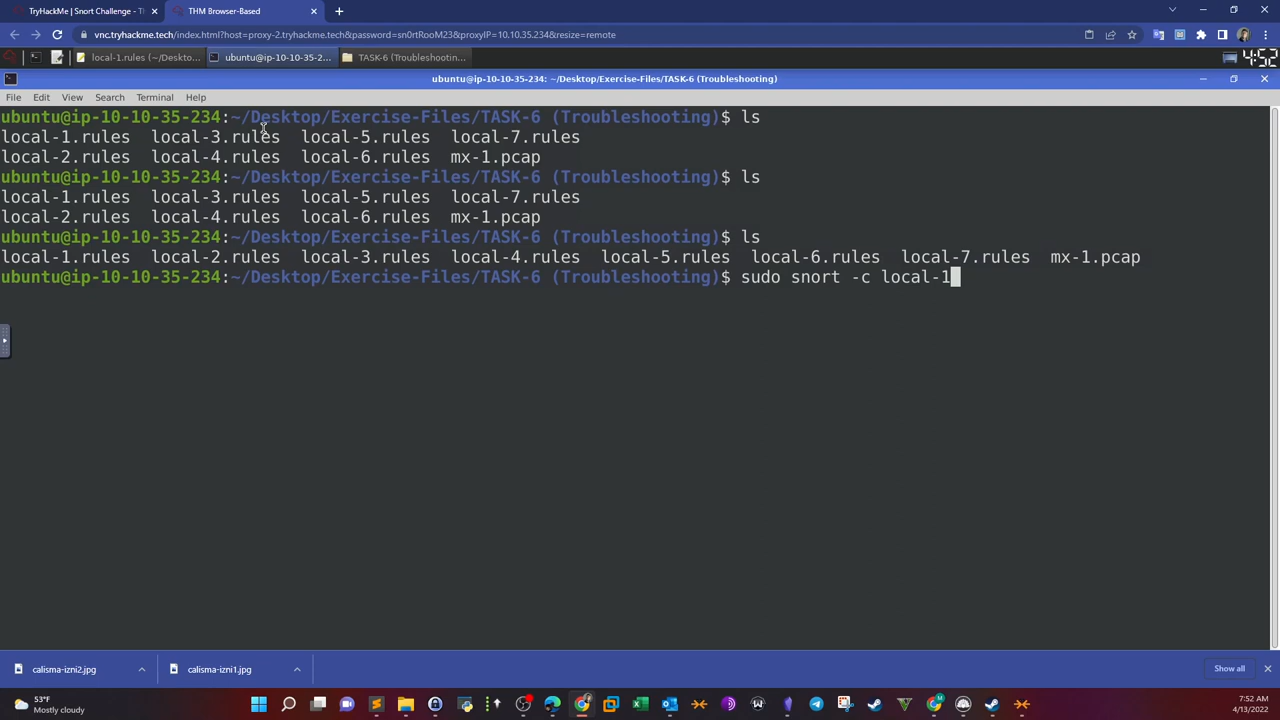 TryHackMe | Snort Challenge - Th
THM Browser-Based
vnc.tryhackme.tech/index.html?host=proxy-2.tryhackme.tech&password=sn0rtRooM23&proxyIP=10.10.35.234&resize=remote
local-1.rules (~/Deskto...
ubuntu@ip-10-10-35-2...
TASK-6 (Troubleshootin...
4:52
ubuntu@ip-10-10-35-234: ~/Desktop/Exercise-Files/TASK-6 (Troubleshooting)
File Edit View Search Terminal Help
ubuntu@ip-10-10-35-234:~/Desktop/Exercise-Files/TASK-6 (Troubleshooting)$ ls
local-1.rules local-3.rules local-5.rules local-7.rules
local-2.rules local-4.rules local-6.rules mx-1.pcap
ubuntu@ip-10-10-35-234:~/Desktop/Exercise-Files/TASK-6 (Troubleshooting)$ ls
local-1.rules local-3.rules local-5.rules local-7.rules
local-2.rules local-4.rules local-6.rules mx-1.pcap
ubuntu@ip-10-10-35-234:~/Desktop/Exercise-Files/TASK-6 (Troubleshooting)$ ls
local-1.rules local-2.rules local-3.rules local-4.rules local-5.rules local-6.rules local-7.rules mx-1.pcap
ubuntu@ip-10-10-35-234:~/Desktop/Exercise-Files/TASK-6 (Troubleshooting)$ sudo snort -c local-1
calisma-izni2.jpg
calisma-izni1.jpg
Show all
53°F
Mostly cloudy
7:52 AM
4/13/2022